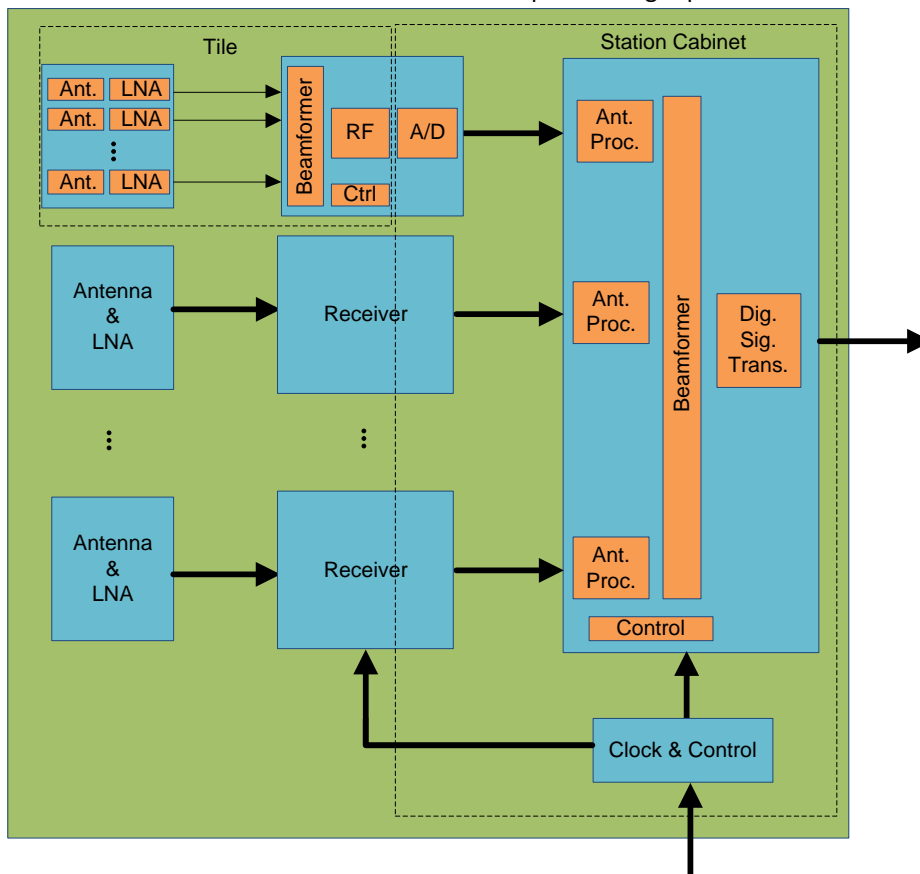 Tile
Station Cabinet
Ant. LNA
Ant. LNA
Ant. LNA
Beamformer
RF
A/D
Ctrl
Ant.
Proc.
Antenna
&
LNA
Receiver
Ant.
Proc.
Beamformer
Dig.
Sig.
Trans.
Antenna
&
LNA
Receiver
Ant.
Proc.
Control
Clock & Control